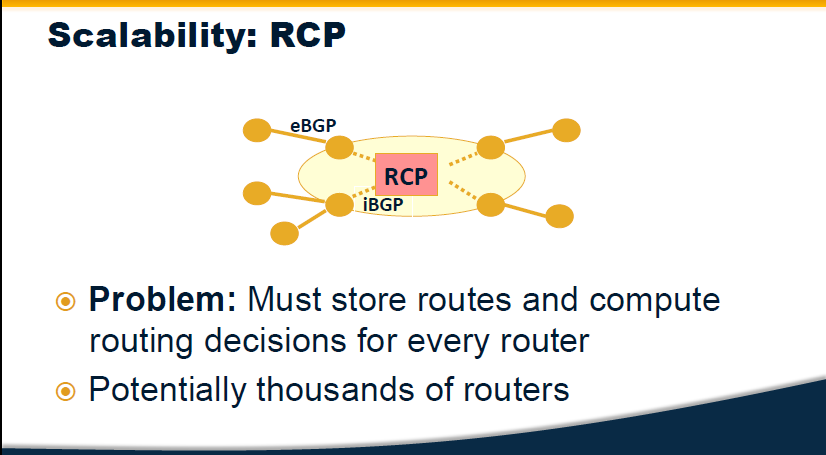 Scalability: RCP
eBGP
RCP
iBGP
Problem: Must store routes and compute
routing decisions for every router
Potentially thousands of routers